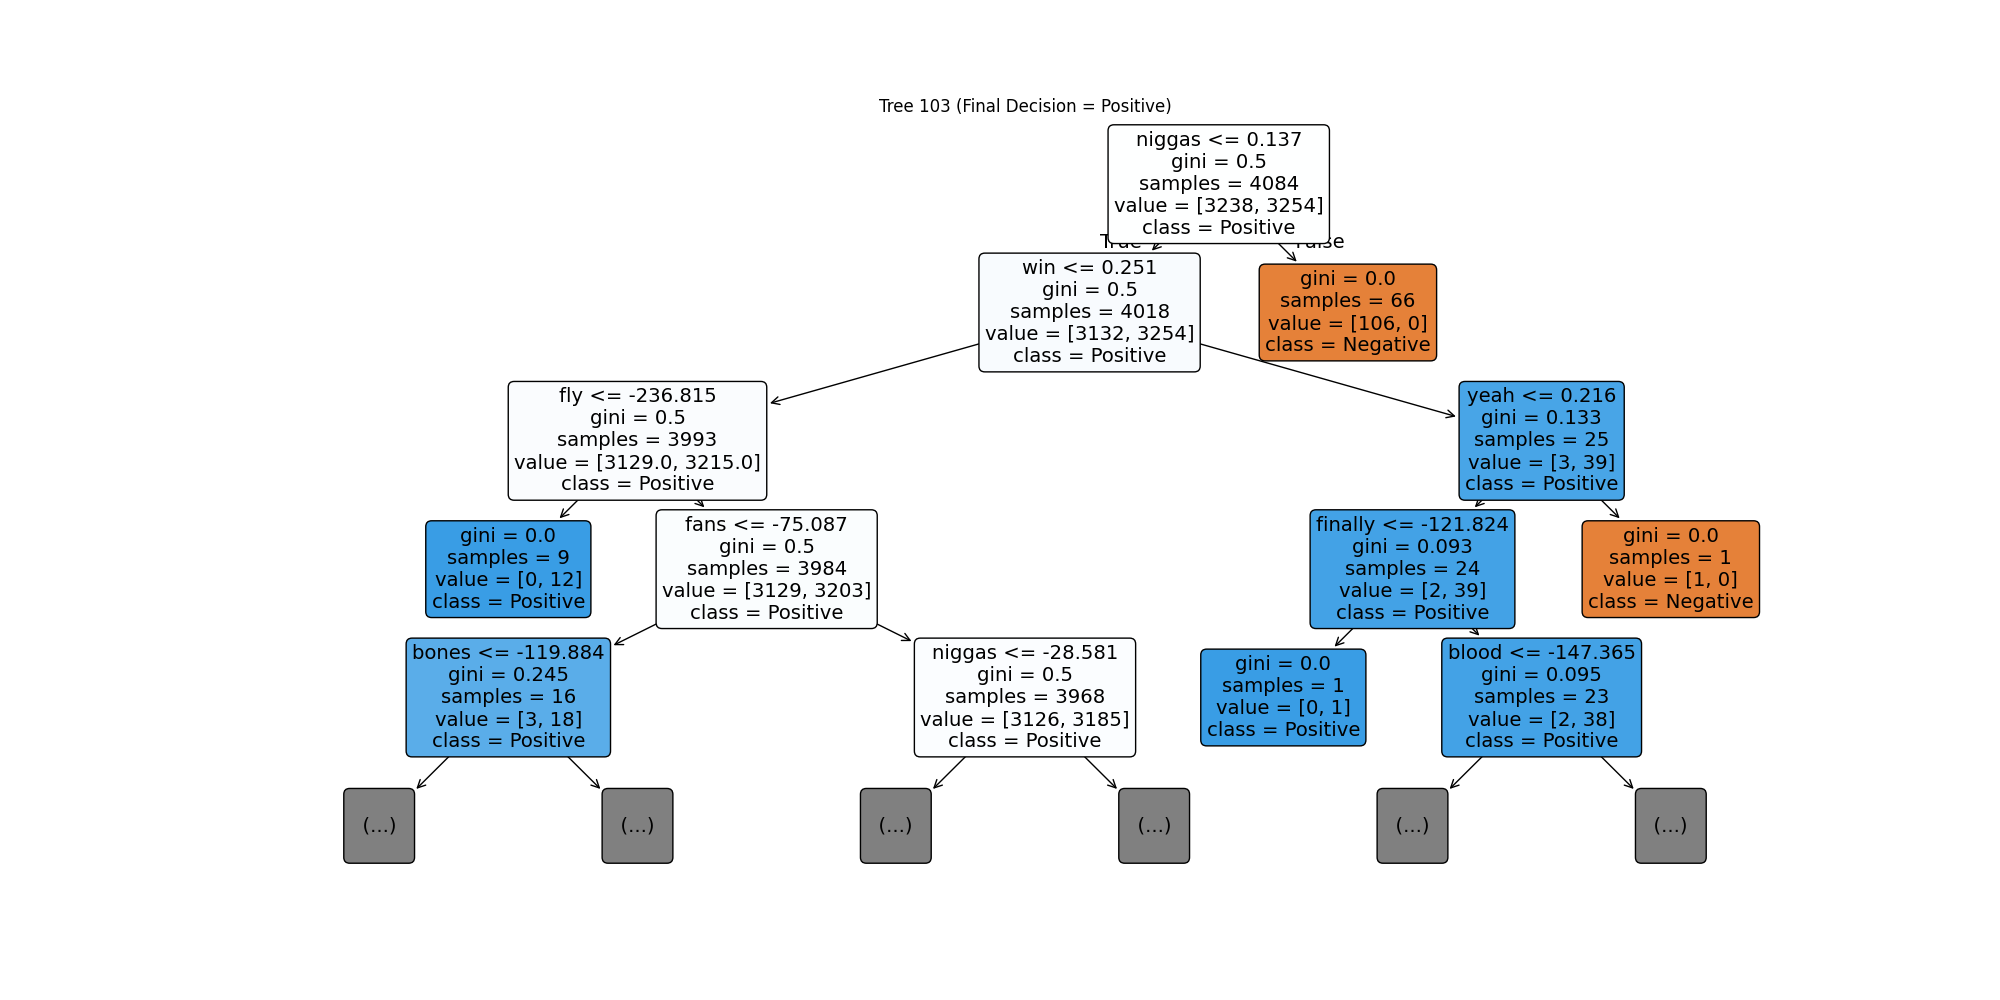 Tree 103 (Final Decision = Positive)
niggas <= 0.137
gini = 0.5
samples = 4084
value = [3238, 3254]
class = Positive
True
False
win <= 0.251
gini = 0.5
samples = 4018
value = [3132, 3254]
class = Positive
gini = 0.0
samples = 66
value = [106, 0]
class = Negative
fly <= -236.815
gini = 0.5
samples = 3993
value = [3129.0, 3215.0]
class = Positive
yeah <= 0.216
gini = 0.133
samples = 25
value = [3, 39]
class = Positive
gini = 0.0
samples = 9
value = [0, 12]
class = Positive
fans <= -75.087
gini = 0.5
samples = 3984
value = [3129, 3203]
class = Positive
finally <= -121.824
gini = 0.093
samples = 24
value = [2, 39]
class = Positive
gini = 0.0
samples = 1
value = [1, 0]
class = Negative
bones <= -119.884
gini = 0.245
samples = 16
value = [3, 18]
class = Positive
niggas <= -28.581
gini = 0.5
samples = 3968
value = [3126, 3185]
class = Positive
gini = 0.0
samples = 1
value = [0, 1]
class = Positive
blood <= -147.365
gini = 0.095
samples = 23
value = [2, 38]
class = Positive
(...)
(...)
(...)
(...)
(...)
(...)